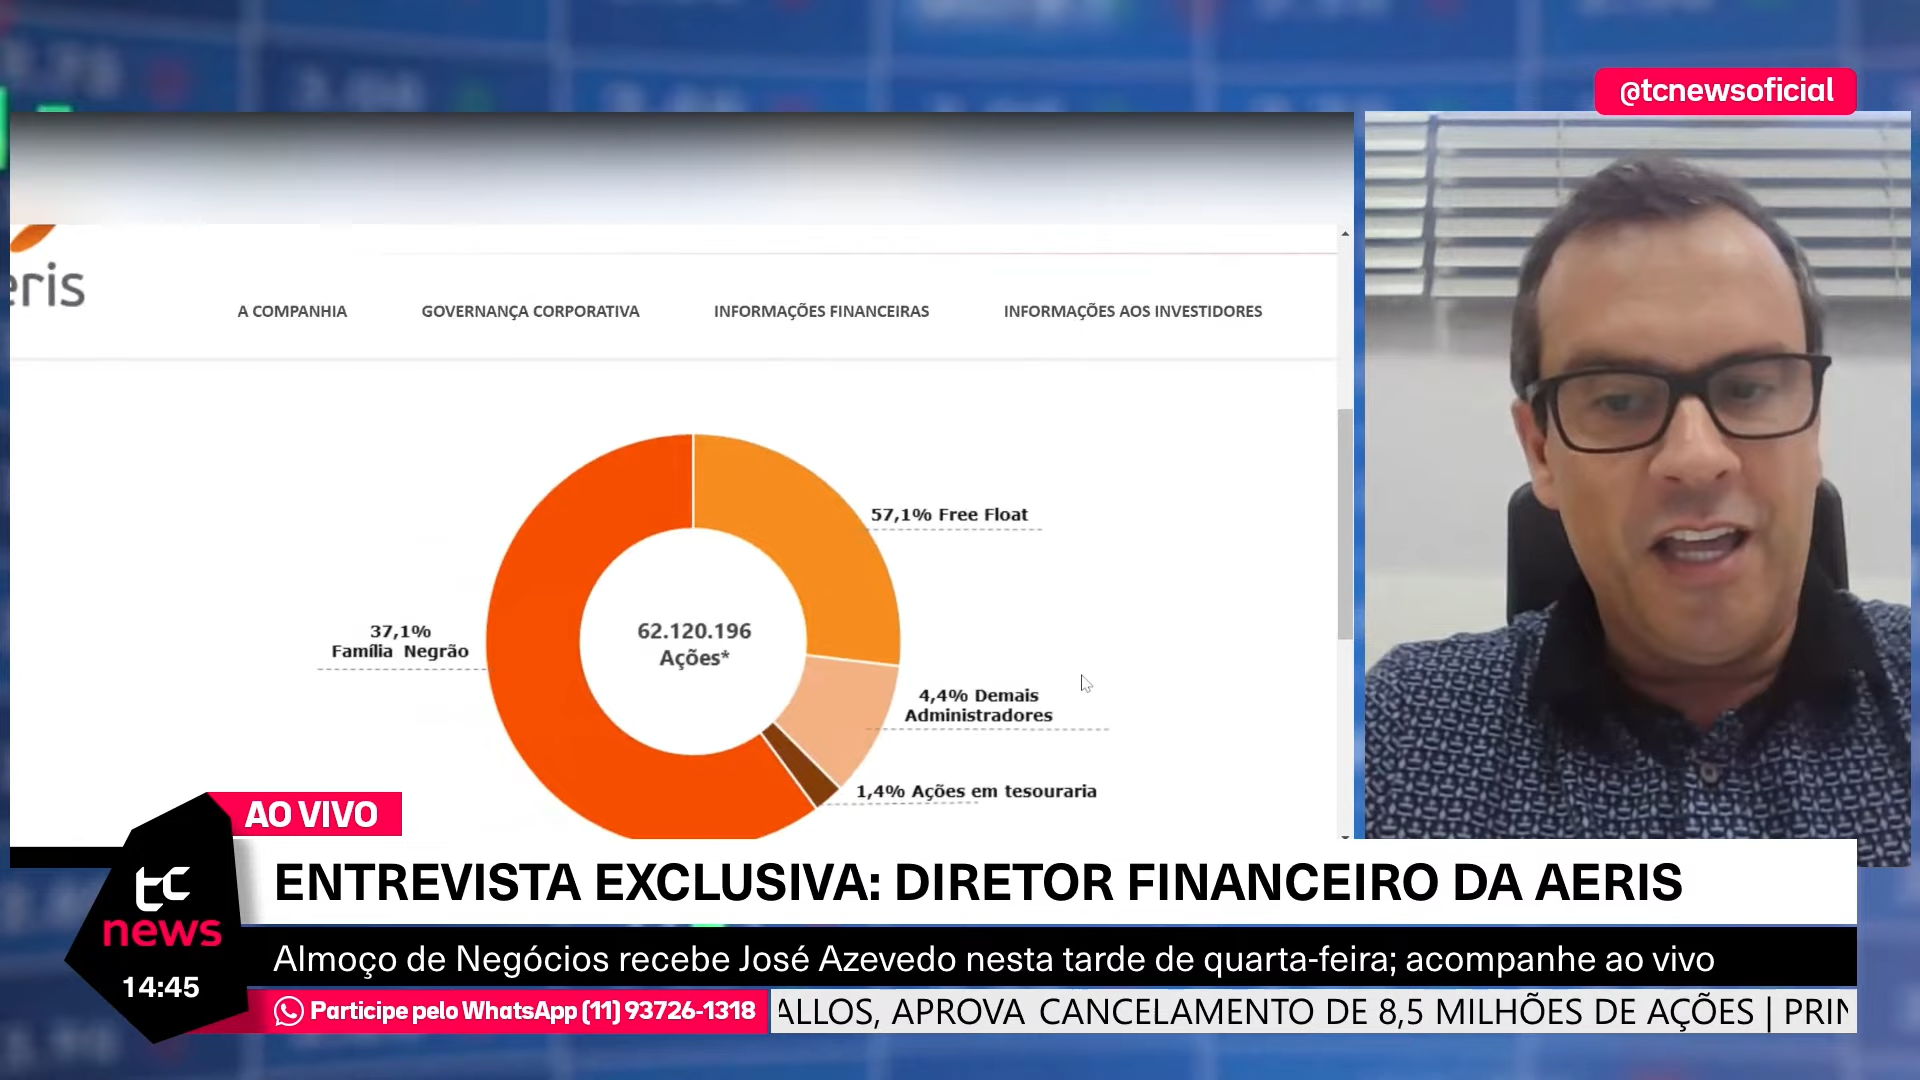 @tcnewsoficial
eris
A COMPANHIA
GOVERNANÇA CORPORATIVA
INFORMAÇÕES FINANCEIRAS
INFORMAÇÕES AOS INVESTIDORES
57,1% Free Float
37,1%
Família Negrão
62.120.196
Ações*
4,4% Demais
Administradores
1,4% Ações em tesouraria
AO VIVO
ENTREVISTA EXCLUSIVA: DIRETOR FINANCEIRO DA AERIS
tc
news
Almoço de Negócios recebe José Azevedo nesta tarde de quarta-feira; acompanhe ao vivo
14:45
Participe pelo WhatsApp (11) 93726-1318
ALLOS, APROVA CANCELAMENTO DE 8,5 MILHÕES DE AÇÕES | PRIN